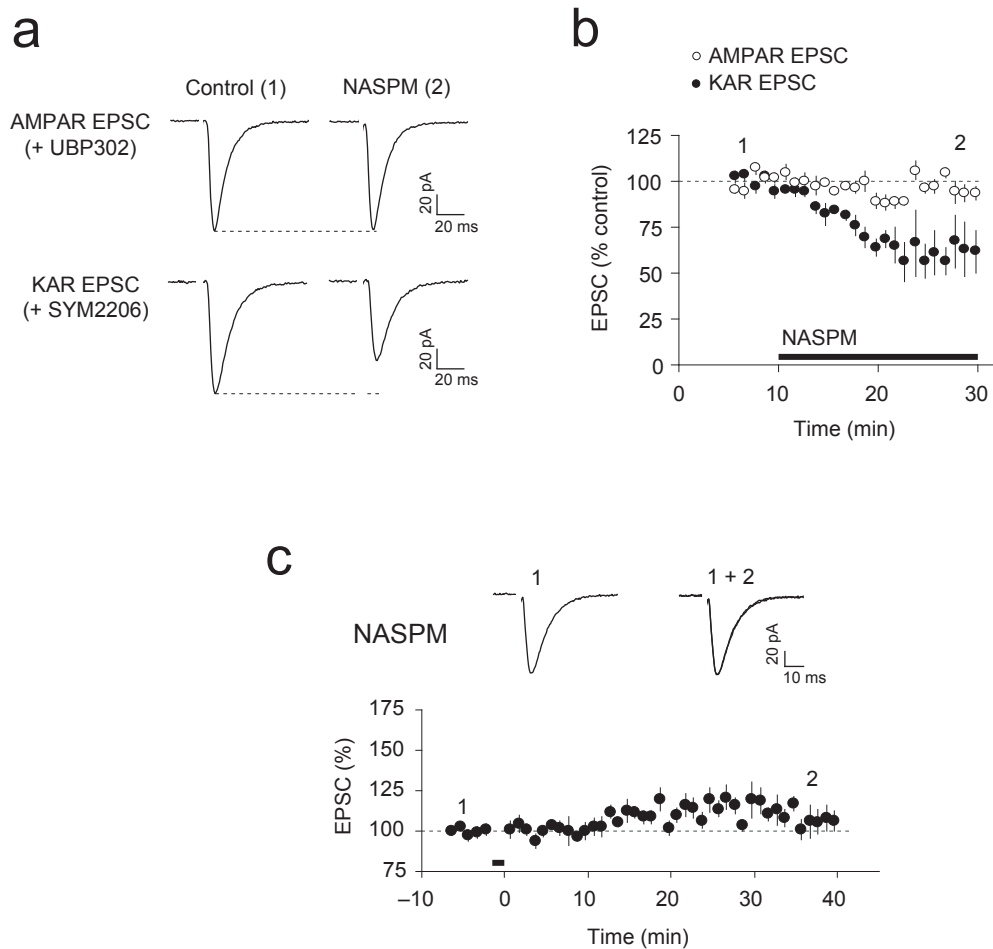 a
Control (1)
NASPM (2)
AMPAR EPSC
(+ UBP302)
20 pA
20 ms
KAR EPSC
(+ SYM2206)
20 pA
20 ms
b
AMPAR EPSC
KAR EPSC
EPSC (% control)
125
100
75
50
25
0
1
2
NASPM
0
10
20
30
Time (min)
c
NASPM
1
1 + 2
20 pA
10 ms
EPSC (%)
175
150
125
100
75
1
2
–10
0
10
20
30
40
Time (min)